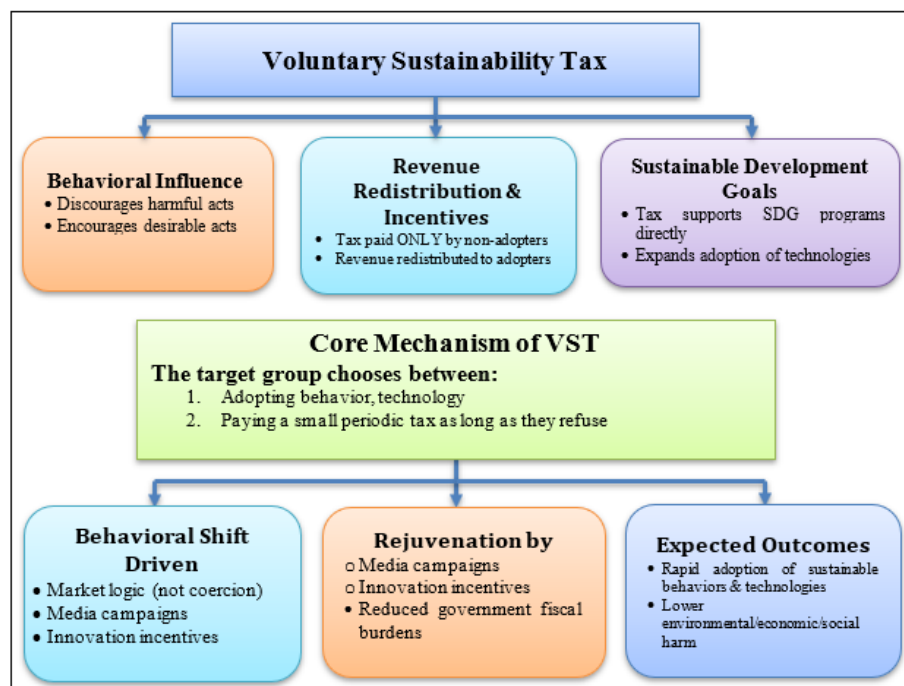 Voluntary Sustainability Tax
Behavioral Influence
• Discourages harmful acts
• Encourages desirable acts
Revenue
Redistribution &
Incentives
• Tax paid ONLY by non-adopters
• Revenue redistributed to adopters
Sustainable Development
Goals
• Tax supports SDG programs
directly
• Expands adoption of technologies
Core Mechanism of VST
The target group chooses between:
1. Adopting behavior, technology
2. Paying a small periodic tax as long as they refuse
Behavioral Shift
Driven
• Market logic (not coercion)
• Media campaigns
• Innovation incentives
Rejuvenation by
o Media campaigns
o Innovation incentives
• Reduced government fiscal
burdens
Expected Outcomes
• Rapid adoption of sustainable
behaviors & technologies
• Lower
environmental/economic/social
harm